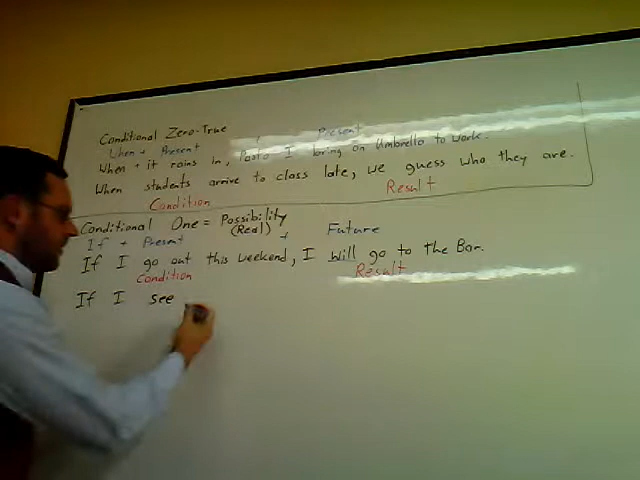 Conditional Zero-True
When + Present , Present
When + it rains in, Pasto I bring an Umbrella to work.
When students arrive to class late, we guess who they are.
Condition Result
Conditional One = Possibility
(Real)
If + Present + Future
If I go out this weekend, I will go to the Bar.
Condition Result
If I see